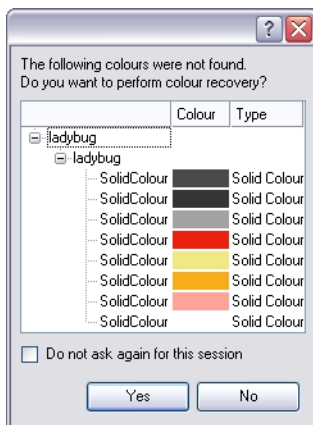 ?
The following colours were not found.
Do you want to perform colour recovery?
Colour Type
ladybug
ladybug
SolidColour Solid Colour
SolidColour Solid Colour
SolidColour Solid Colour
SolidColour Solid Colour
SolidColour Solid Colour
SolidColour Solid Colour
SolidColour Solid Colour
SolidColour Solid Colour
Do not ask again for this session
Yes No